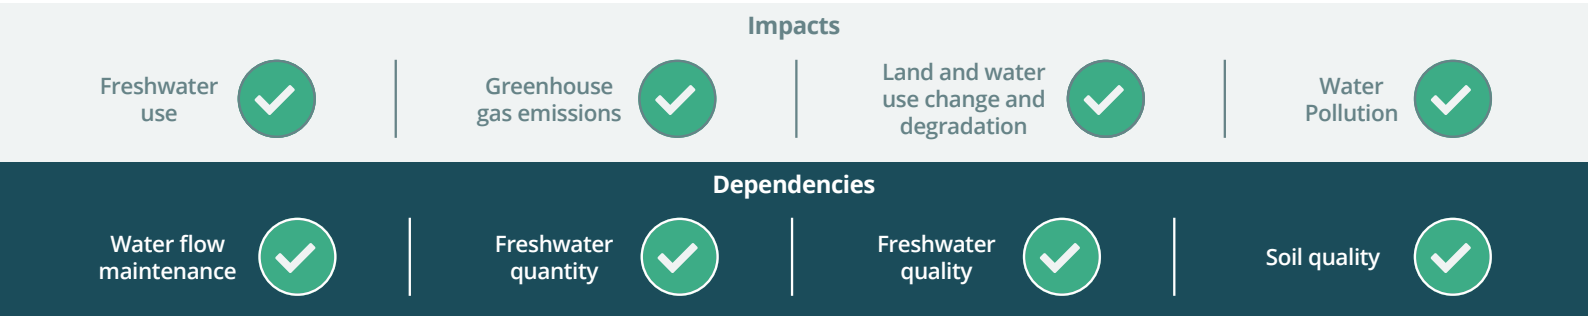 Impacts
Freshwater
use
Greenhouse
gas emissions
Land and water
use change and
degradation
Water
Pollution
Dependencies
Water flow
maintenance
Freshwater
quantity
Freshwater
quality
Soil quality